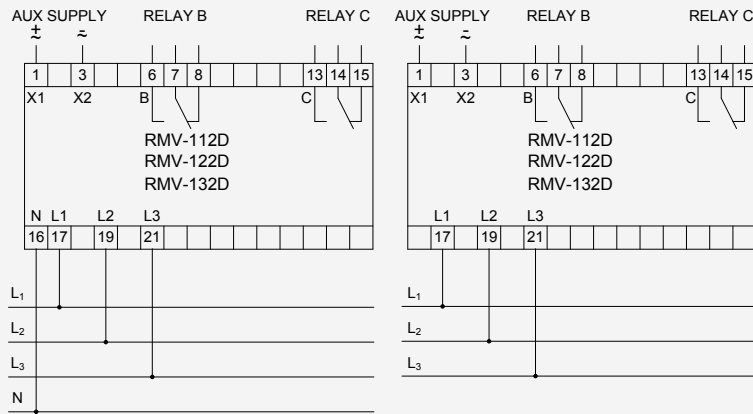 AUX SUPPLY RELAY B RELAY C
± ~ ~
1 3 6 7 8 13 14 15
X1 X2 B C
RMV-112D
RMV-122D
RMV-132D
N L1 L2 L3
16 17 19 21
L1
L2
L3
N
AUX SUPPLY RELAY B RELAY C
± ~ ~
1 3 6 7 8 13 14 15
X1 X2 B C
RMV-112D
RMV-122D
RMV-132D
L1 L2 L3
17 19 21
L1
L2
L3